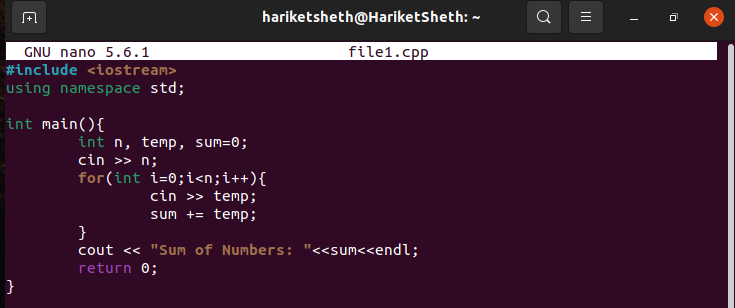 hariketsheth@HariketSheth: ~
GNU nano 5.6.1 file1.cpp
#include <iostream>
using namespace std;

int main(){
        int n, temp, sum=0;
        cin >> n;
        for(int i=0;i<n;i++){
                cin >> temp;
                sum += temp;
        }
        cout << "Sum of Numbers: "<<sum<<endl;
        return 0;
}